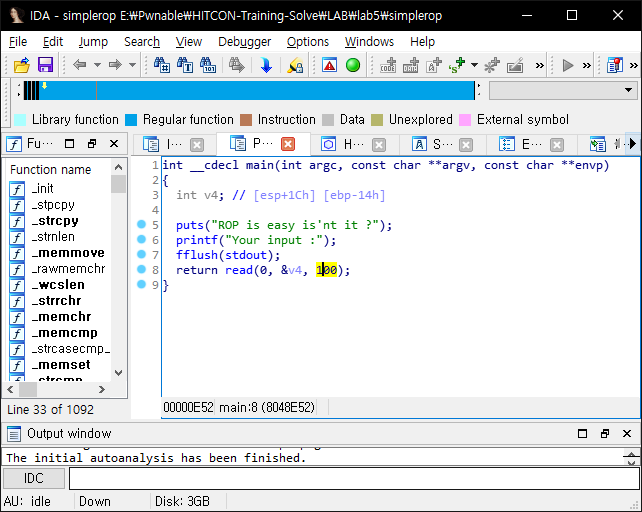 IDA - simplerop E:₩Pwnable₩HITCON-Training-Solve₩LAB₩lab5₩simplerop
File Edit Jump Search View Debugger Options Windows Help
Library function Regular function Instruction Data Unexplored External symbol
Fu··· I··· P··· H··· A··· S··· E···
Function name
_init
_stpcpy
_strcpy
_strnlen
_memmove
_rawmemchr
_wcslen
_strrchr
_memchr
_memcmp
_strcasecmp_
_memset
Line 33 of 1092
1 int __cdecl main(int argc, const char **argv, const char **envp)
2 {
3 int v4; // [esp+1Ch] [ebp-14h]
4
5 puts("ROP is easy is'nt it ?");
6 printf("Your input :");
7 fflush(stdout);
8 return read(0, &v4, 100);
9 }
00000E52 main:8 (8048E52)
Output window
The initial autoanalysis has been finished.
IDC
AU: idle Down Disk: 3GB